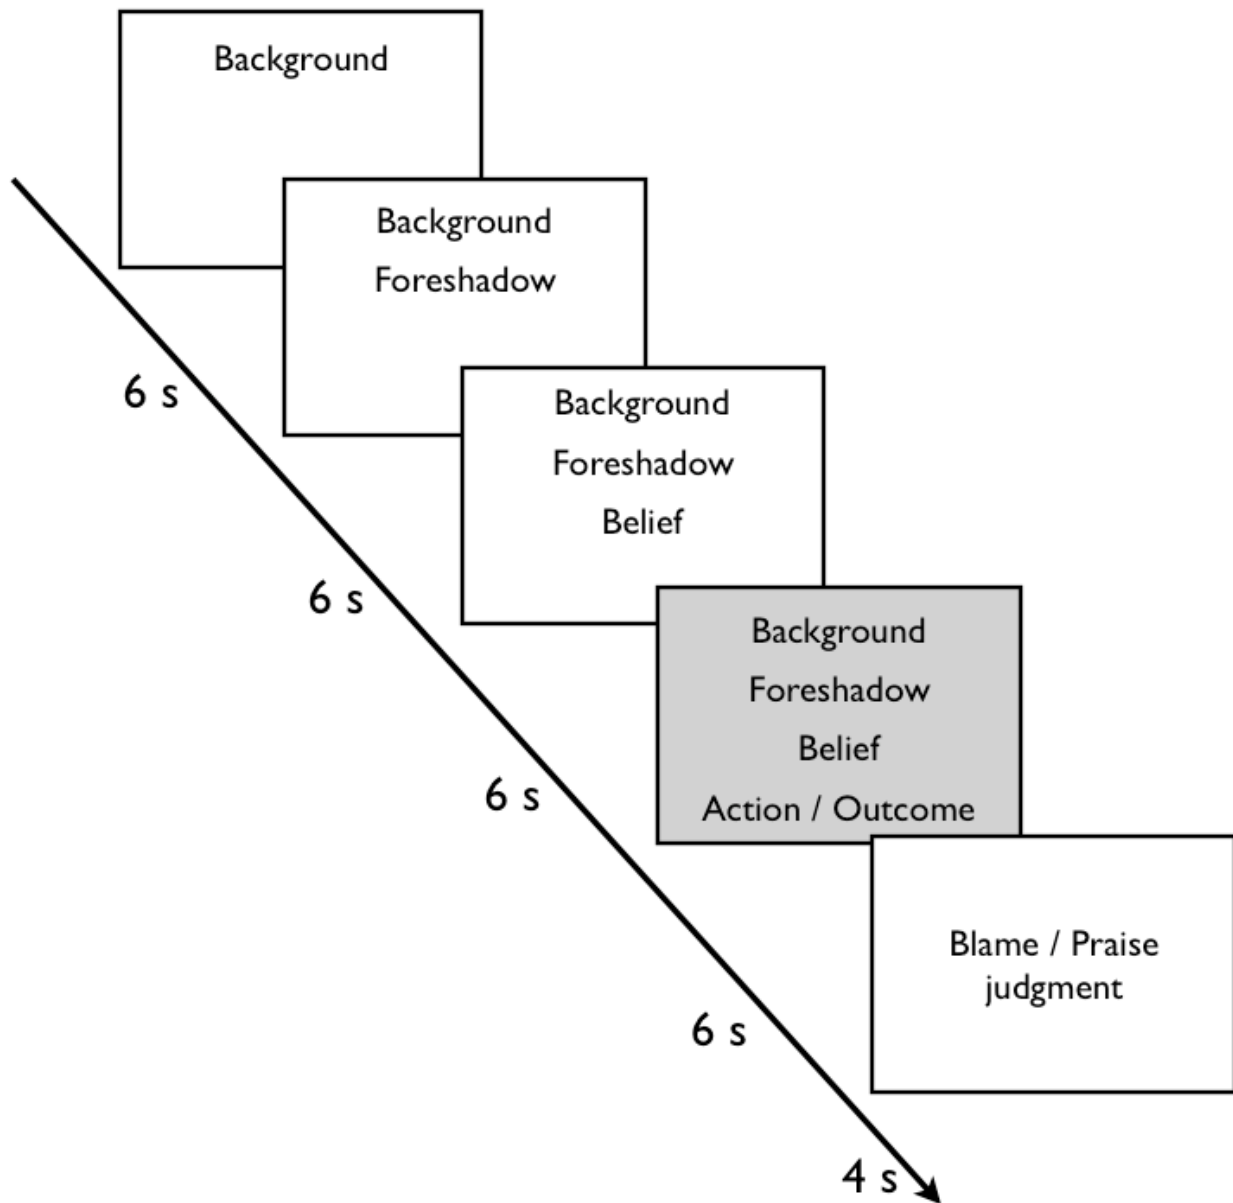 Background
Background
Foreshadow
6 s
Background
Foreshadow
Belief
6 s
Background
Foreshadow
Belief
Action / Outcome
6 s
Blame / Praise
judgment
6 s
4 s